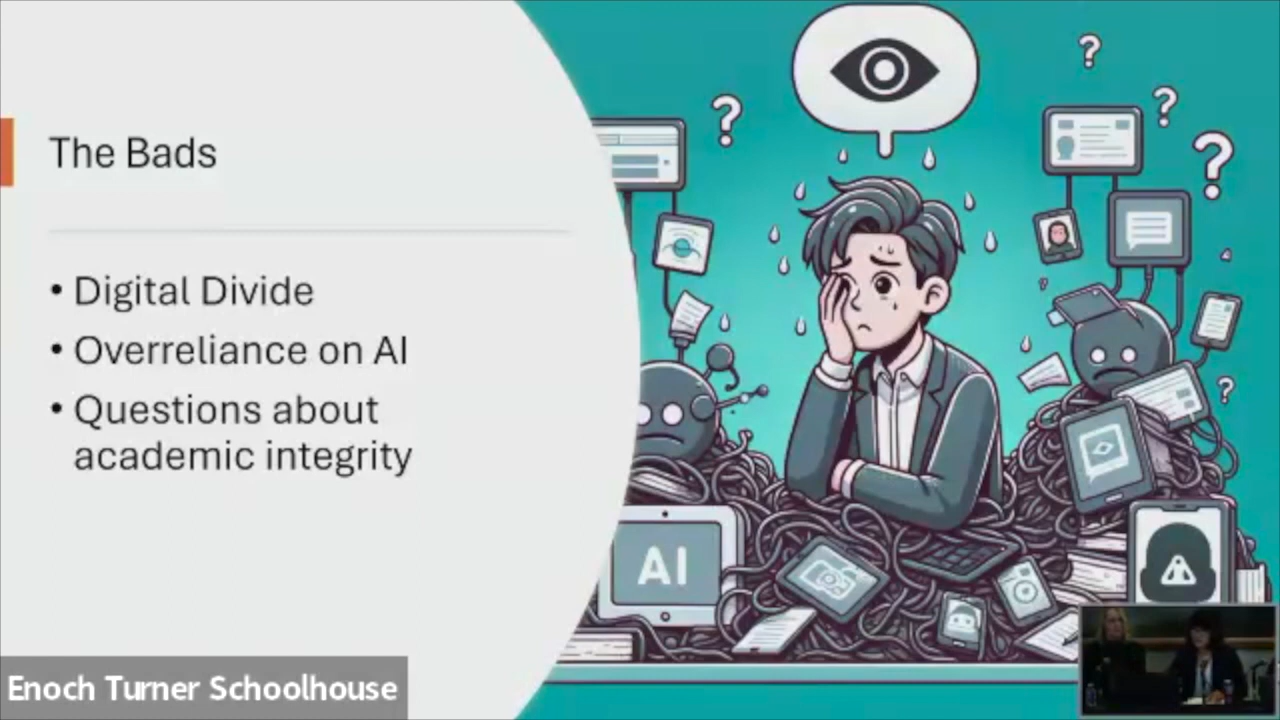 The Bads
• Digital Divide
• Overreliance on AI
• Questions about
academic integrity
?
?
?
?
?
?
AI
Enoch Turner Schoolhouse